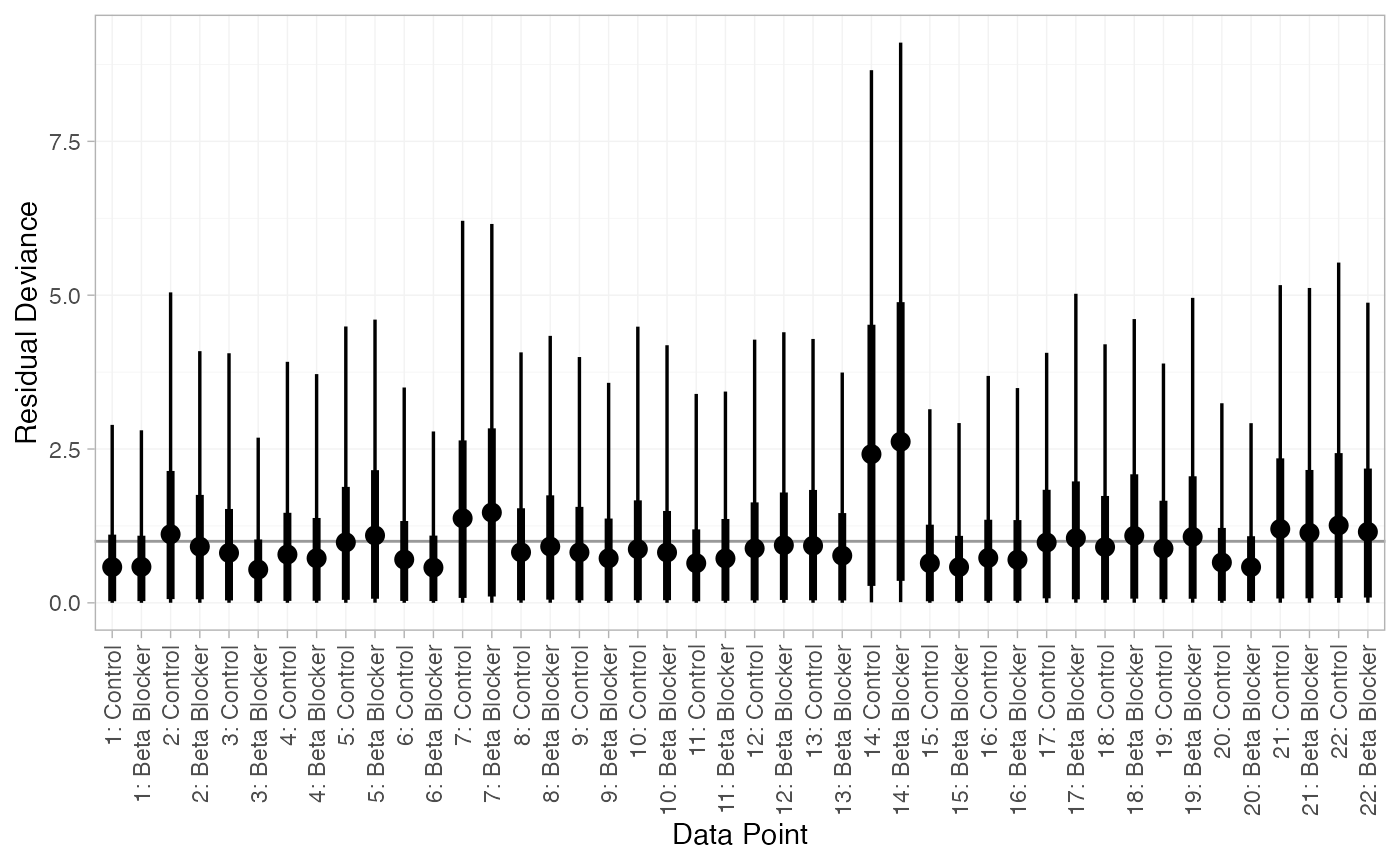 Residual Deviance
7.5
5.0
2.5
0.0
1: Control
1: Beta Blocker
2: Control
2: Beta Blocker
3: Control
3: Beta Blocker
4: Control
4: Beta Blocker
5: Control
5: Beta Blocker
6: Control
6: Beta Blocker
7: Control
7: Beta Blocker
8: Control
8: Beta Blocker
9: Control
9: Beta Blocker
10: Control
10: Beta Blocker
11: Control
11: Beta Blocker
12: Control
12: Beta Blocker
13: Control
13: Beta Blocker
14: Control
14: Beta Blocker
15: Control
15: Beta Blocker
16: Control
16: Beta Blocker
17: Control
17: Beta Blocker
18: Control
18: Beta Blocker
19: Control
19: Beta Blocker
20: Control
20: Beta Blocker
21: Control
21: Beta Blocker
22: Control
22: Beta Blocker
Data Point